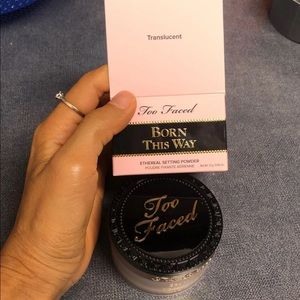 Translucent
Too Faced
BORN
THIS WAY
ETHEREAL SETTING POWDER
POUDRE FIXANTE AÉRIENNE
Too
Faced